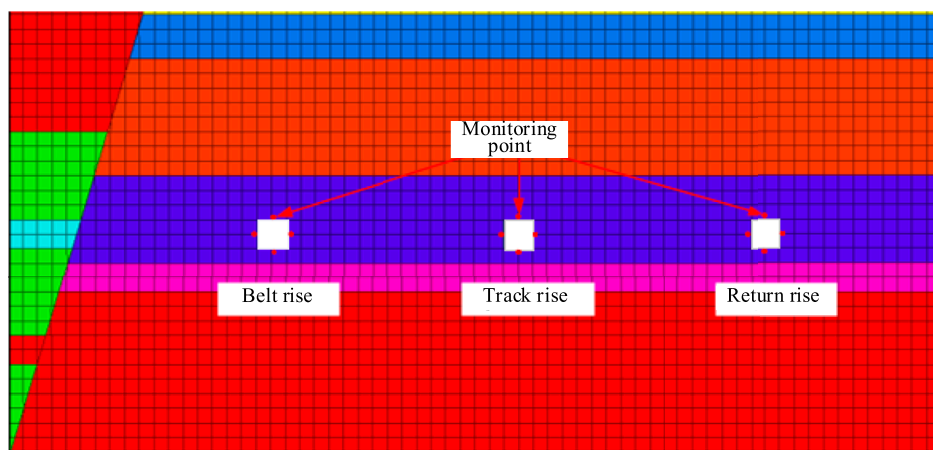 Monitoring
point
Belt rise
Track rise
Return rise